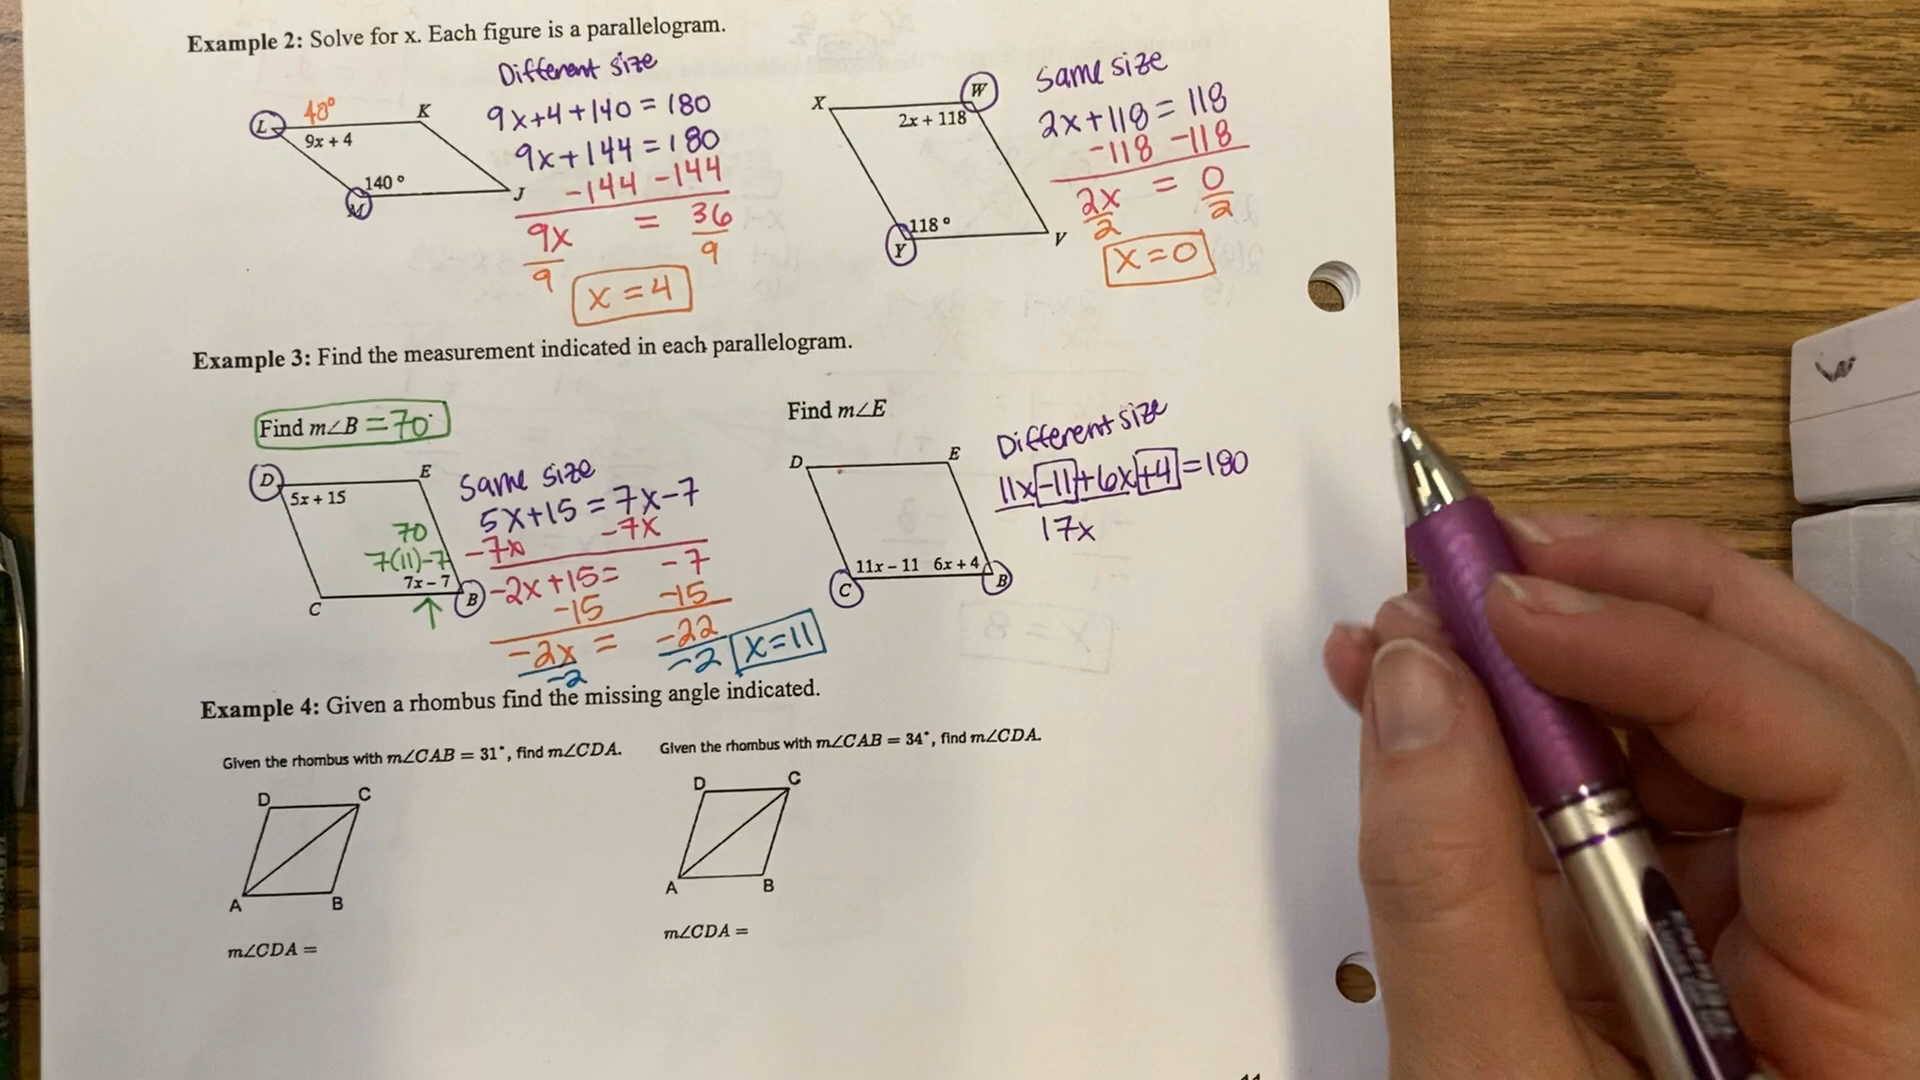 Example 2: Solve for x. Each figure is a parallelogram.
Different size
L
40°
K
9x + 4
140 °
M
J
9x+4+140 = 180
9x+144 = 180
-144 -144
9x = 36
9 9
x = 4
X
W
2x + 118
118 °
Y
V
Same size
2x+118 = 118
-118 -118
2x = 0
2 2
x = 0
Example 3: Find the measurement indicated in each parallelogram.
Find m∠B = 70°
D
E
5x + 15
70
7(11)-7
7x – 7
C
B
Same size
5x+15 = 7x-7
-7x -7x
-2x+15 = -7
-15 -15
-2x = -22
-2 -2
x=11
Find m∠E
D
E
11x – 11 6x + 4
C
B
Different size
11x-11+6x+4=180
17x
Example 4: Given a rhombus find the missing angle indicated.
Given the rhombus with m∠CAB = 31°, find m∠CDA.
D
C
A
B
m∠CDA =
Given the rhombus with m∠CAB = 34°, find m∠CDA.
D
C
A
B
m∠CDA =